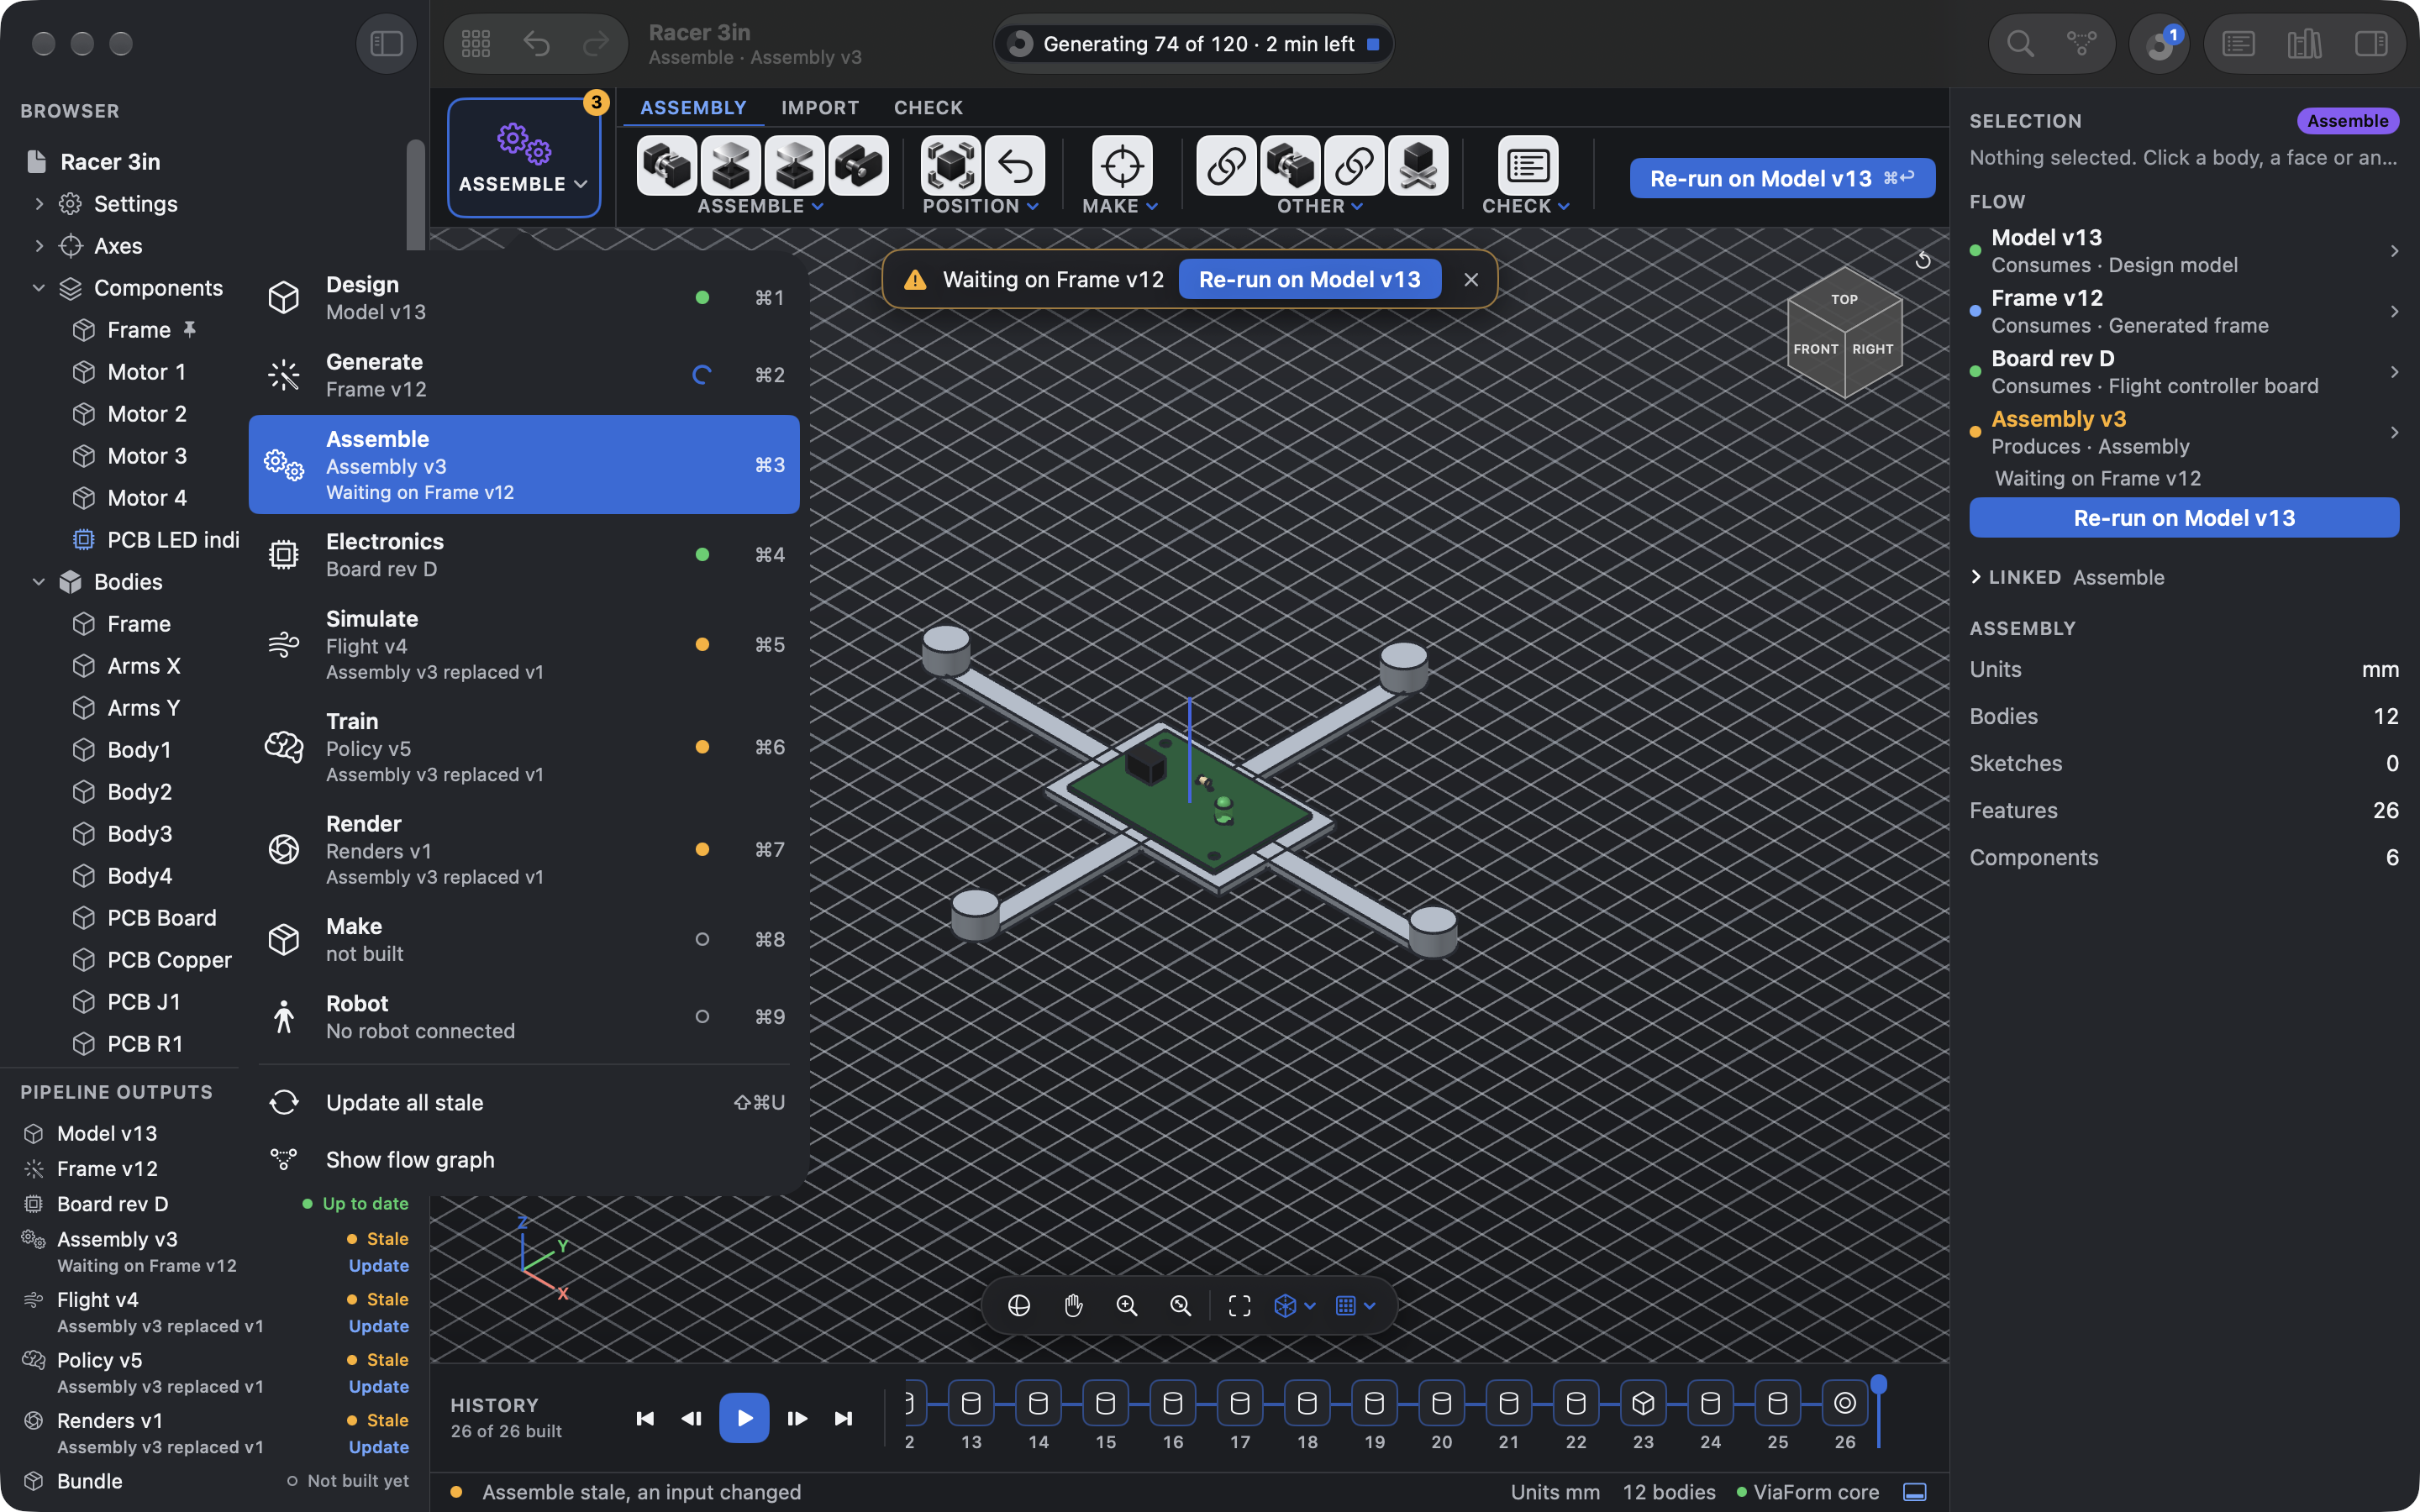 Racer 3in
Assemble · Assembly v3
Generating 74 of 120 · 2 min left
1
BROWSER
Racer 3in
Settings
Axes
Components
Frame
Motor 1
Motor 2
Motor 3
Motor 4
PCB LED indi
Bodies
Frame
Arms X
Arms Y
Body1
Body2
Body3
Body4
PCB Board
PCB Copper
PCB J1
PCB R1
PIPELINE OUTPUTS
Model v13
Frame v12
Board rev D
Up to date
Assembly v3
Stale
Waiting on Frame v12
Update
Flight v4
Stale
Assembly v3 replaced v1
Update
Policy v5
Stale
Assembly v3 replaced v1
Update
Renders v1
Stale
Assembly v3 replaced v1
Update
Bundle
Not built yet
3
ASSEMBLE
ASSEMBLY
IMPORT
CHECK
ASSEMBLE
POSITION
MAKE
OTHER
CHECK
Re-run on Model v13 ⌘↩
Design
Model v13
⌘1
Generate
Frame v12
⌘2
Assemble
Assembly v3
Waiting on Frame v12
⌘3
Electronics
Board rev D
⌘4
Simulate
Flight v4
Assembly v3 replaced v1
⌘5
Train
Policy v5
Assembly v3 replaced v1
⌘6
Render
Renders v1
Assembly v3 replaced v1
⌘7
Make
not built
⌘8
Robot
No robot connected
⌘9
Update all stale
⇧⌘U
Show flow graph
Waiting on Frame v12
Re-run on Model v13
TOP
FRONT
RIGHT
Z
Y
X
HISTORY
26 of 26 built
2
13
14
15
16
17
18
19
20
21
22
23
24
25
26
Assemble stale, an input changed
Units mm
12 bodies
ViaForm core
SELECTION
Assemble
Nothing selected. Click a body, a face or an...
FLOW
Model v13
Consumes · Design model
Frame v12
Consumes · Generated frame
Board rev D
Consumes · Flight controller board
Assembly v3
Produces · Assembly
Waiting on Frame v12
Re-run on Model v13
LINKED Assemble
ASSEMBLY
Units mm
Bodies 12
Sketches 0
Features 26
Components 6